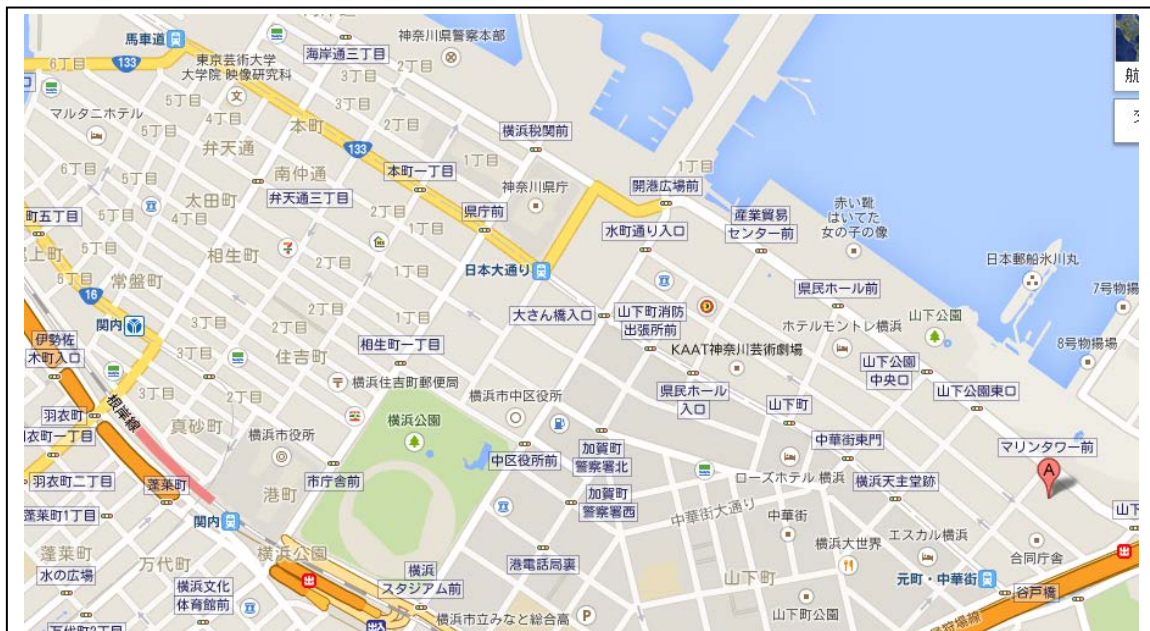 馬車道
133
6丁目
5丁目
マルタニホテル
東京芸術大学
大学院 映像研究科
海岸通三丁目
3丁目
2丁目
神奈川県警察本部
航
5丁目
4丁目
3丁目
弁天通
本町
2丁目
133
横浜税関前
1丁目
6丁目
5丁目
南仲通
本町一丁目
1丁目
1丁目
太田町
弁天通三丁目
神奈川県庁
開港広場前
赤い靴
はいてた
女の子の像
町五丁目
4丁目
2丁目
県庁前
産業貿易
センター前
水町通り入口
相生町
1丁目
日本大通り
日本郵船氷川丸
5丁目
常盤町
2丁目
16
県民ホール前
7号物揚場
関内
大さん橋入口
山下町消防
出張所前
ホテルモントレ横浜
山下公園
8号物揚場
伊勢佐
木町入口
3丁目
住吉町
相生町一丁目
KAAT神奈川芸術劇場
山下公園
中央口
横浜住吉町郵便局
横浜市中区役所
県民ホール
入口
山下町
山下公園東口
羽衣町
根岸線
3丁目
真砂町
横浜公園
加賀町
警察署北
中華街東門
マリンタワー前
羽衣町一丁目
横浜市役所
中区役所前
A
羽衣町二丁目
蓬莱町
港町
市庁舎前
加賀町
警察署西
ローズホテル 横浜
横浜天主堂跡
蓬莱町1丁目
関内
中華街大通り
中華街
エスカル横浜
蓬莱町
万代町
横浜公園
港電話局裏
横浜大世界
合同庁舎
出
水の広場
横浜文化
体育館前
出
横浜
スタジアム前
山下町
元町・中華街
谷戸橋
横浜市立みなと総合高
P
山下町公園
狩場線
万代町2丁目
入口